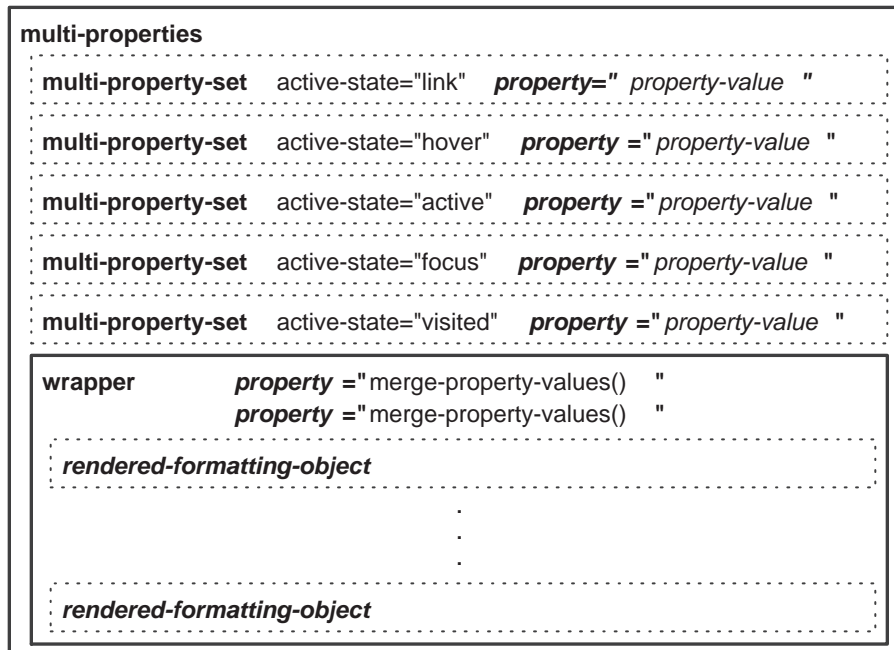 multi-properties
multi-property-set active-state="link" property=" property-value "
multi-property-set active-state="hover" property =" property-value "
multi-property-set active-state="active" property =" property-value "
multi-property-set active-state="focus" property =" property-value "
multi-property-set active-state="visited" property =" property-value "
wrapper property =" merge-property-values() "
property =" merge-property-values() "
rendered-formatting-object
.
.
.
rendered-formatting-object